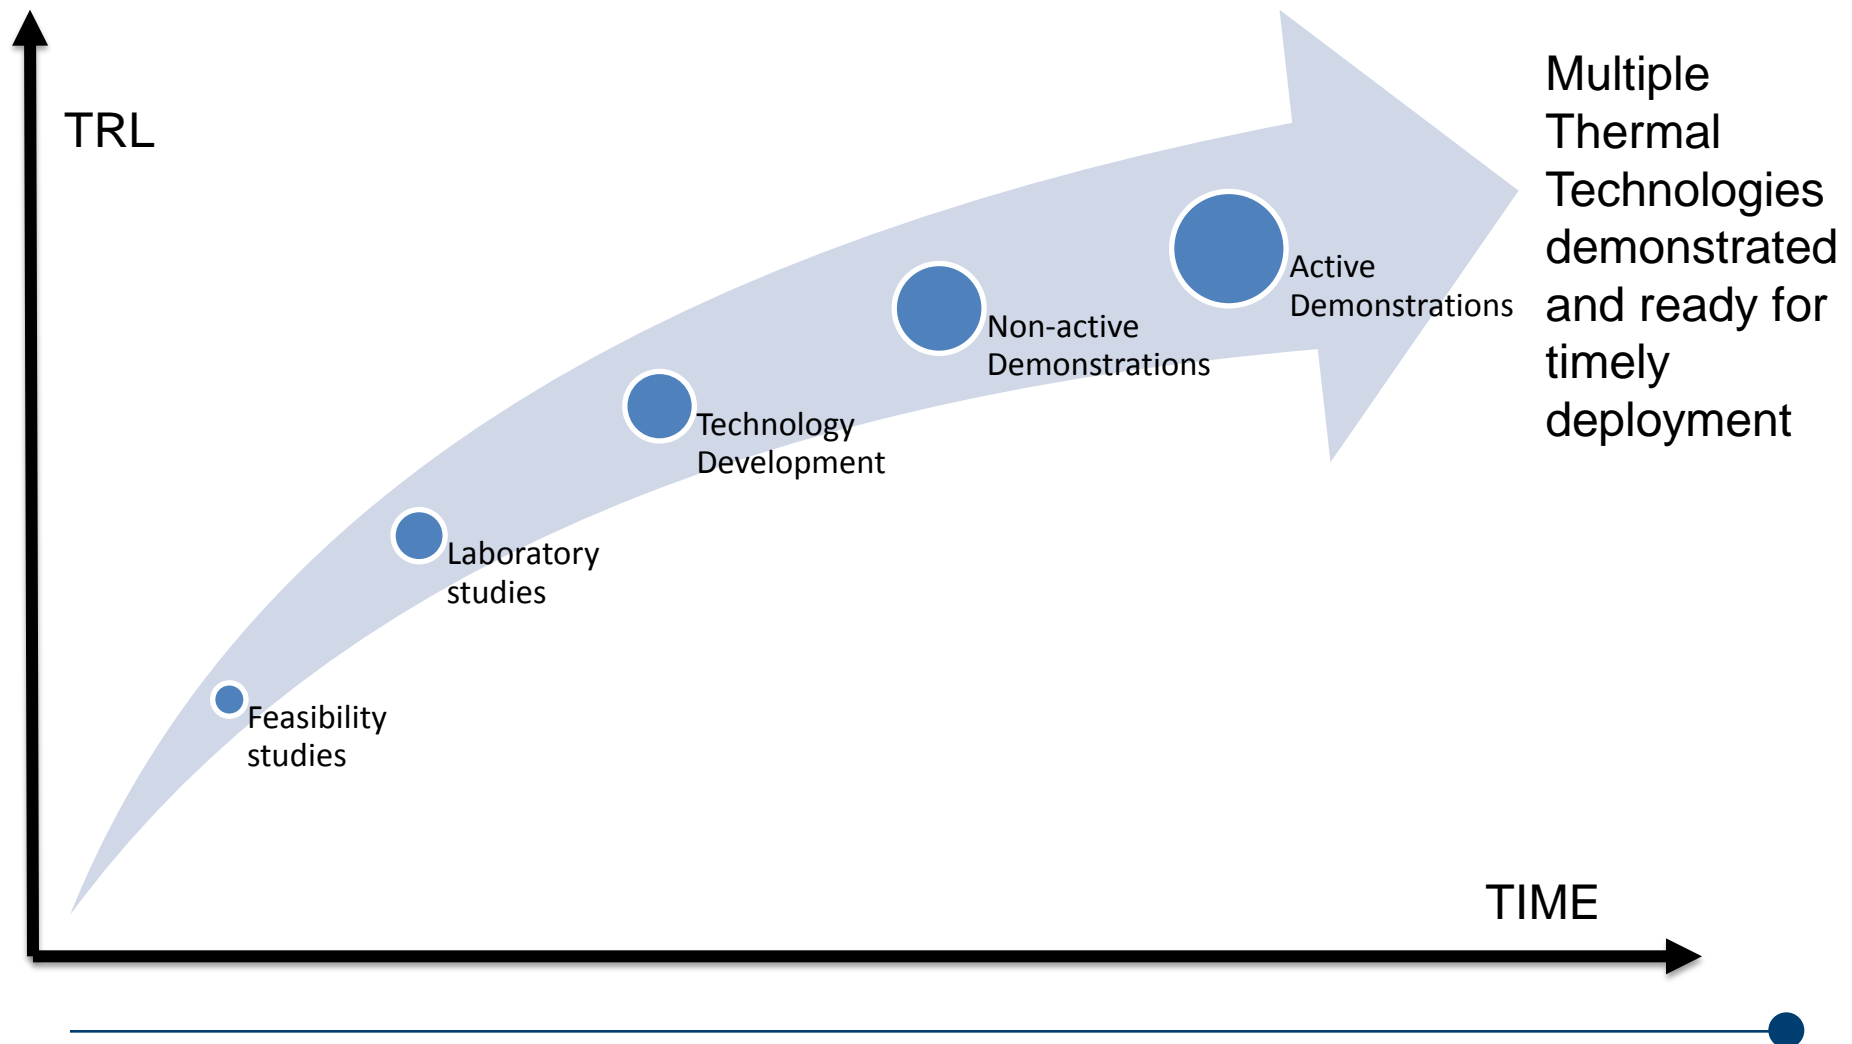 TRL
Multiple
Thermal
Technologies
demonstrated
and ready for
timely
deployment
Active
Demonstrations
Non-active
Demonstrations
Technology
Development
Laboratory
studies
Feasibility
studies
TIME